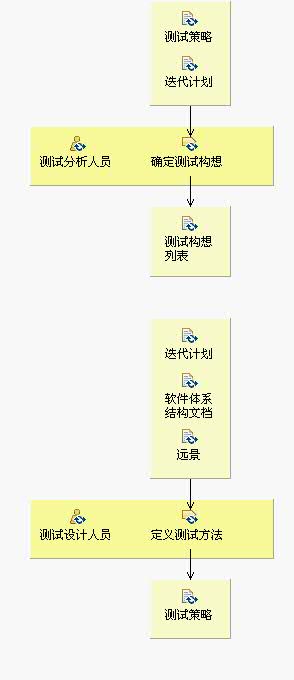 测试策略
迭代计划
测试分析人员
确定测试构想
测试构想
列表
迭代计划
软件体系
结构文档
远景
测试设计人员
定义测试方法
测试策略